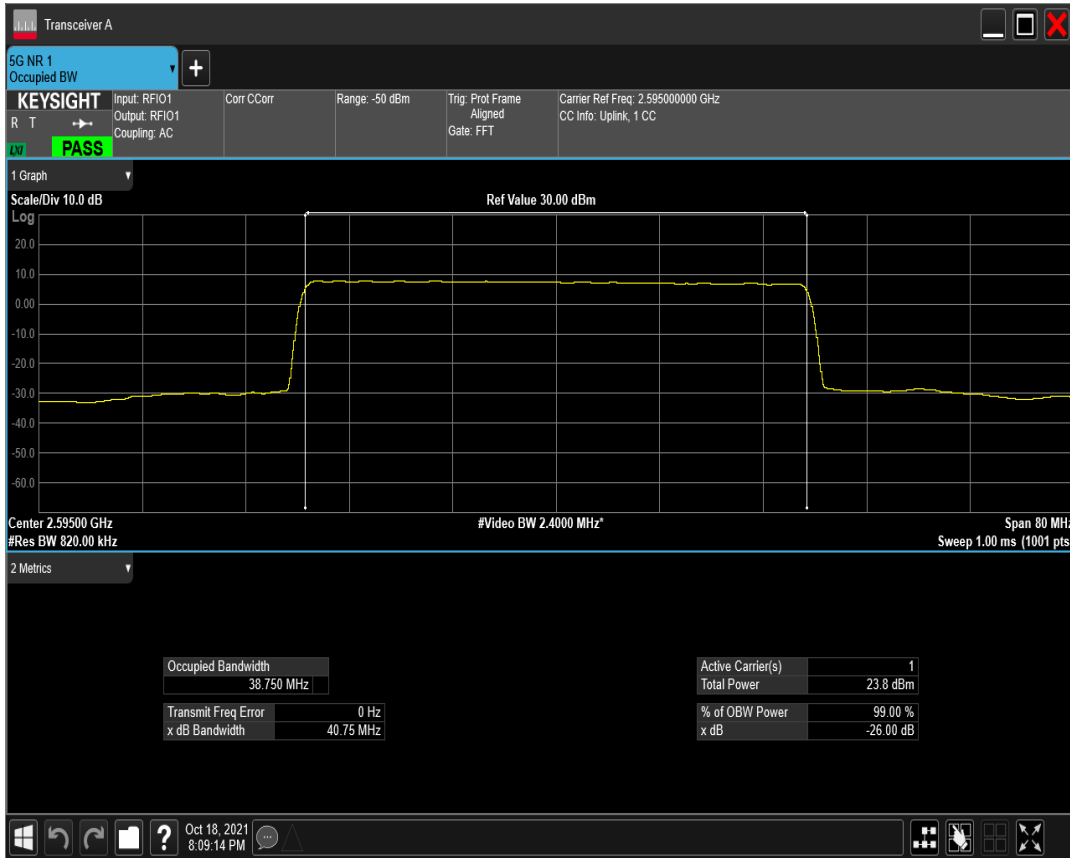 Transceiver A
5G NR 1
Occupied BW
KEYSIGHT
R T
LXI
PASS
Input: RFIO1
Output: RFIO1
Coupling: AC
Corr CCorr
Range: -50 dBm
Trig: Prot Frame
Aligned
Gate: FFT
Carrier Ref Freq: 2.595000000 GHz
CC Info: Uplink, 1 CC
1 Graph
Scale/Div 10.0 dB
Ref Value 30.00 dBm
Log
20.0
10.0
0.00
-10.0
-20.0
-30.0
-40.0
-50.0
-60.0
Center 2.59500 GHz
#Video BW 2.4000 MHz*
Span 80 MHz
#Res BW 820.00 kHz
Sweep 1.00 ms (1001 pts
2 Metrics
Occupied Bandwidth
38.750 MHz
Transmit Freq Error 0 Hz
x dB Bandwidth 40.75 MHz
Active Carrier(s) 1
Total Power 23.8 dBm
% of OBW Power 99.00 %
x dB -26.00 dB
?
Oct 18, 2021
8:09:14 PM